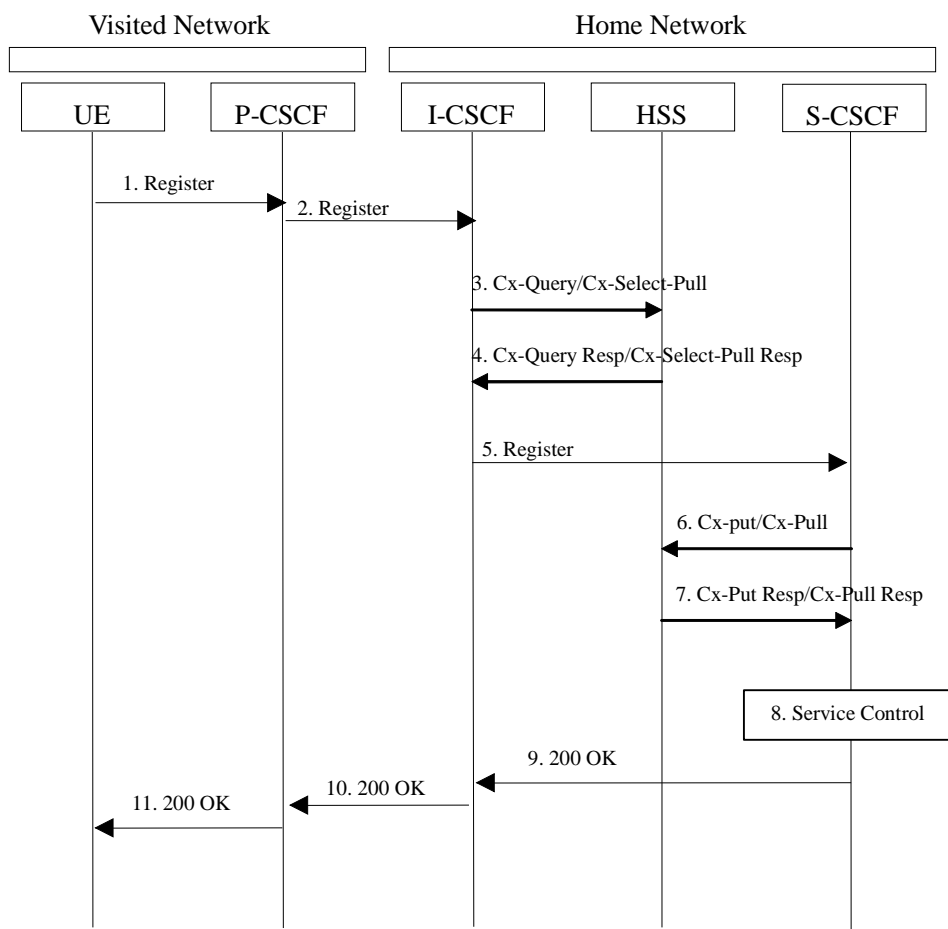 Visited Network
Home Network
UE
P-CSCF
I-CSCF
HSS
S-CSCF
1. Register
2. Register
3. Cx-Query/Cx-Select-Pull
4. Cx-Query Resp/Cx-Select-Pull Resp
5. Register
6. Cx-put/Cx-Pull
7. Cx-Put Resp/Cx-Pull Resp
8. Service Control
9. 200 OK
10. 200 OK
11. 200 OK